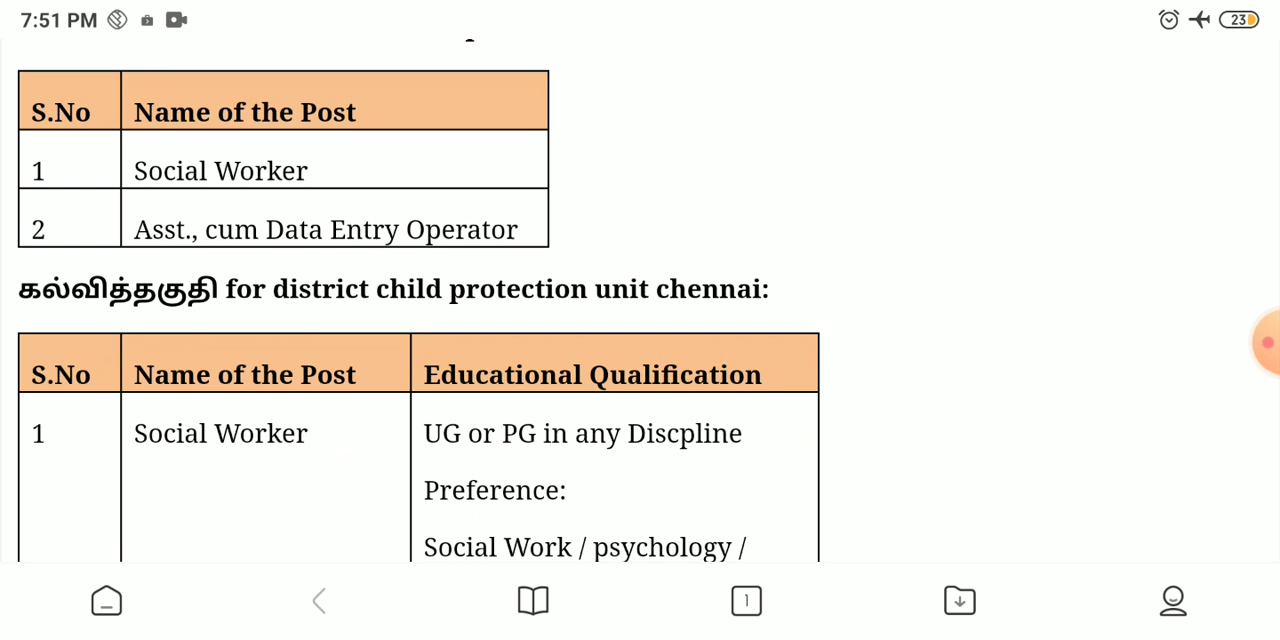 7:51 PM
23
S.No Name of the Post
1 Social Worker
2 Asst., cum Data Entry Operator
கல்வித்தகுதி for district child protection unit chennai:
S.No Name of the Post Educational Qualification
1 Social Worker UG or PG in any Discpline
Preference:
Social Work / psychology /
1